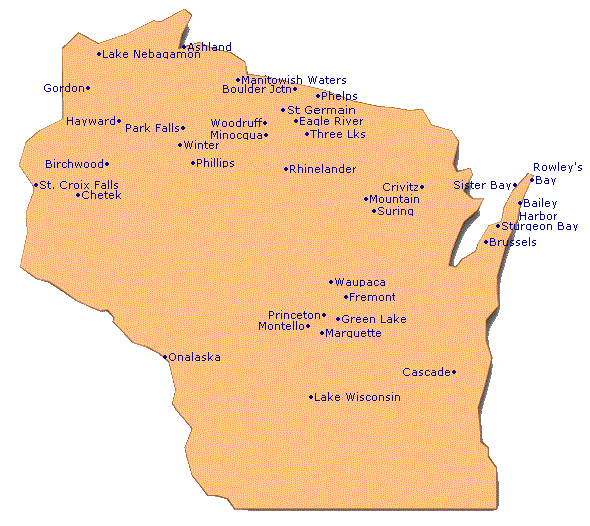 Ashland
Lake Nebagamon
Manitowish Waters
Gordon
Boulder Jctn
Phelps
St Germain
Hayward
Woodruff
Eagle River
Park Falls
Minocqua
Three Lks
Winter
Birchwood
Phillips
Rhinelander
Rowley's
Bay
St. Croix Falls
Crivitz
Sister Bay
Chetek
Mountain
Bailey
Harbor
Suring
Sturgeon Bay
Brussels
Waupaca
Fremont
Princeton
Green Lake
Montello
Marquette
Onalaska
Cascade
Lake Wisconsin